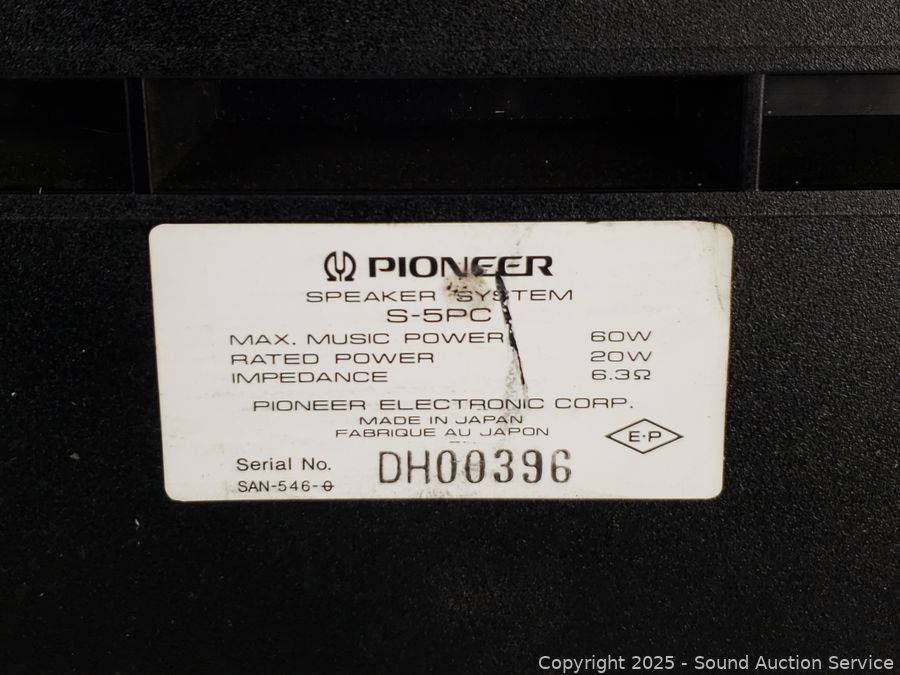 PIONEER
SPEAKER SYSTEM
S-5PC
MAX. MUSIC POWER 60W
RATED POWER 20W
IMPEDANCE 6.3Ω
PIONEER ELECTRONIC CORP.
MADE IN JAPAN
FABRIQUE AU JAPON
E·P
Serial No. DH00396
SAN-546-0
Copyright © 2025 - Sound Auction Service